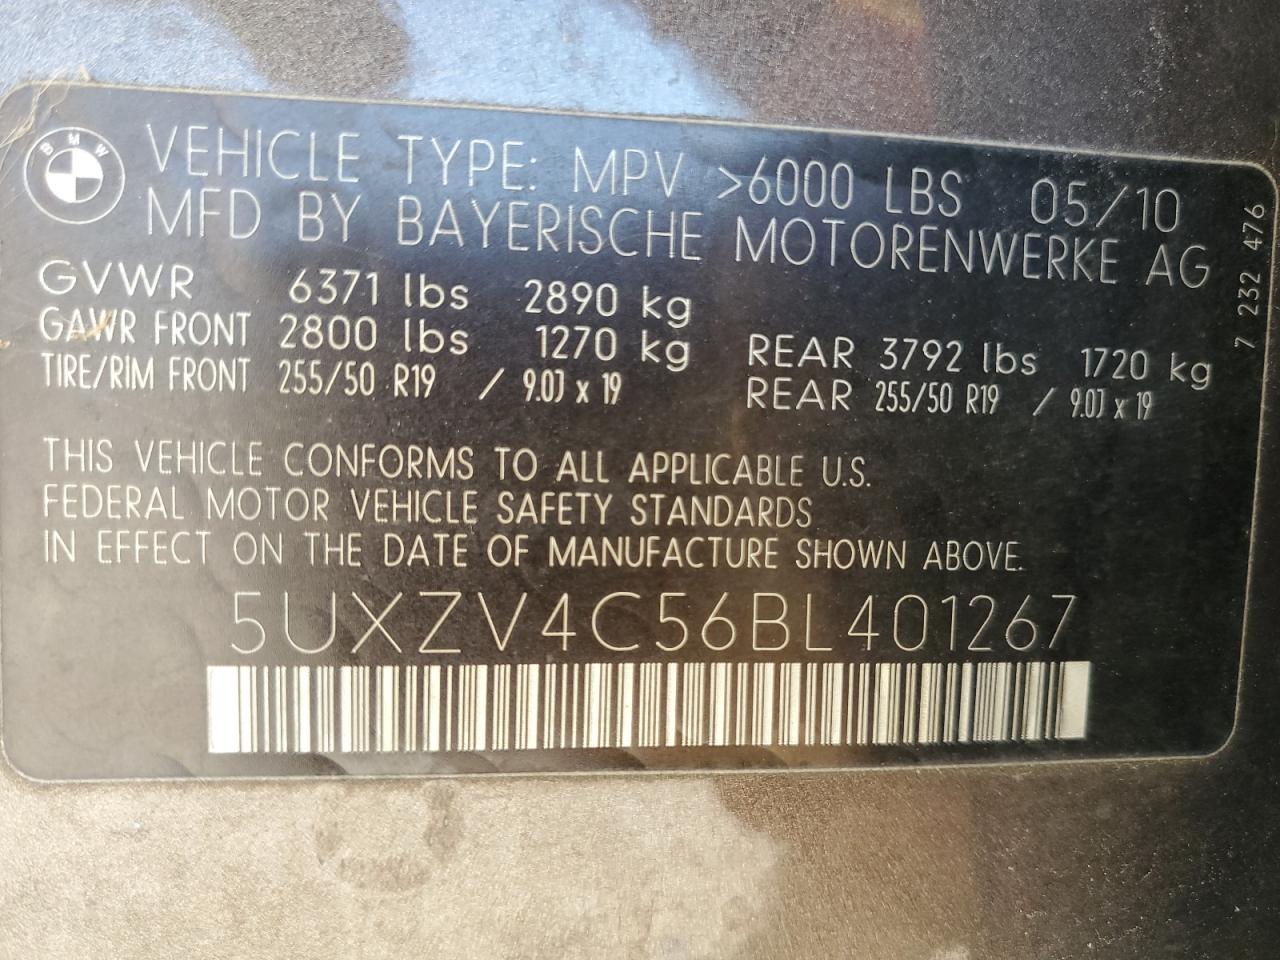 BMW
VEHICLE TYPE: MPV >6000 LBS 05/10
MFD BY BAYERISCHE MOTORENWERKE AG
GVWR 6371 lbs 2890 kg
GAWR FRONT 2800 lbs 1270 kg REAR 3792 lbs 1720 kg
TIRE/RIM FRONT 255/50 R19 / 9.0J x 19 REAR 255/50 R19 / 9.0J x 19
THIS VEHICLE CONFORMS TO ALL APPLICABLE U.S.
FEDERAL MOTOR VEHICLE SAFETY STANDARDS
IN EFFECT ON THE DATE OF MANUFACTURE SHOWN ABOVE.
5UXZV4C56BL401267
7 232 476